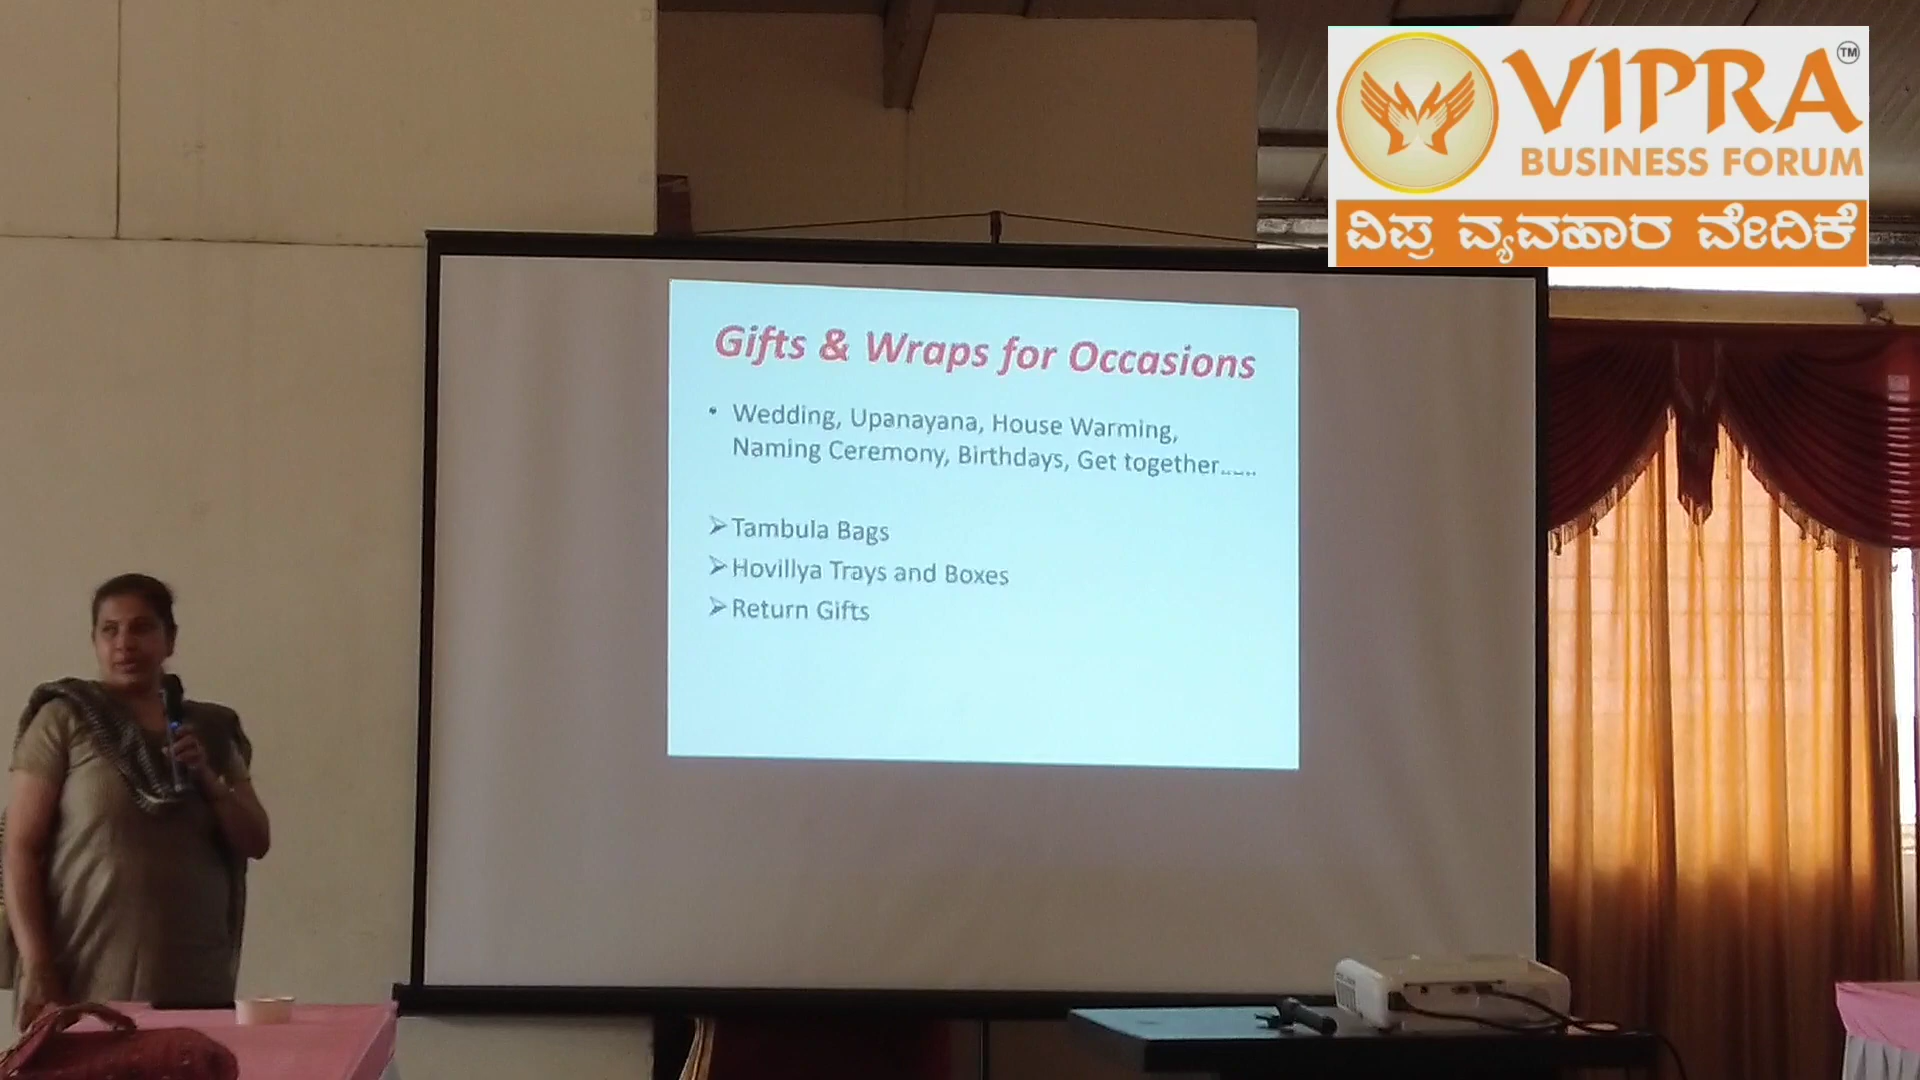 VIPRA™
BUSINESS FORUM
ವಿಪ್ರ ವ್ಯವಹಾರ ವೇದಿಕೆ
Gifts & Wraps for Occasions
• Wedding, Upanayana, House Warming,
Naming Ceremony, Birthdays, Get together......
➢ Tambula Bags
➢ Hovillya Trays and Boxes
➢ Return Gifts